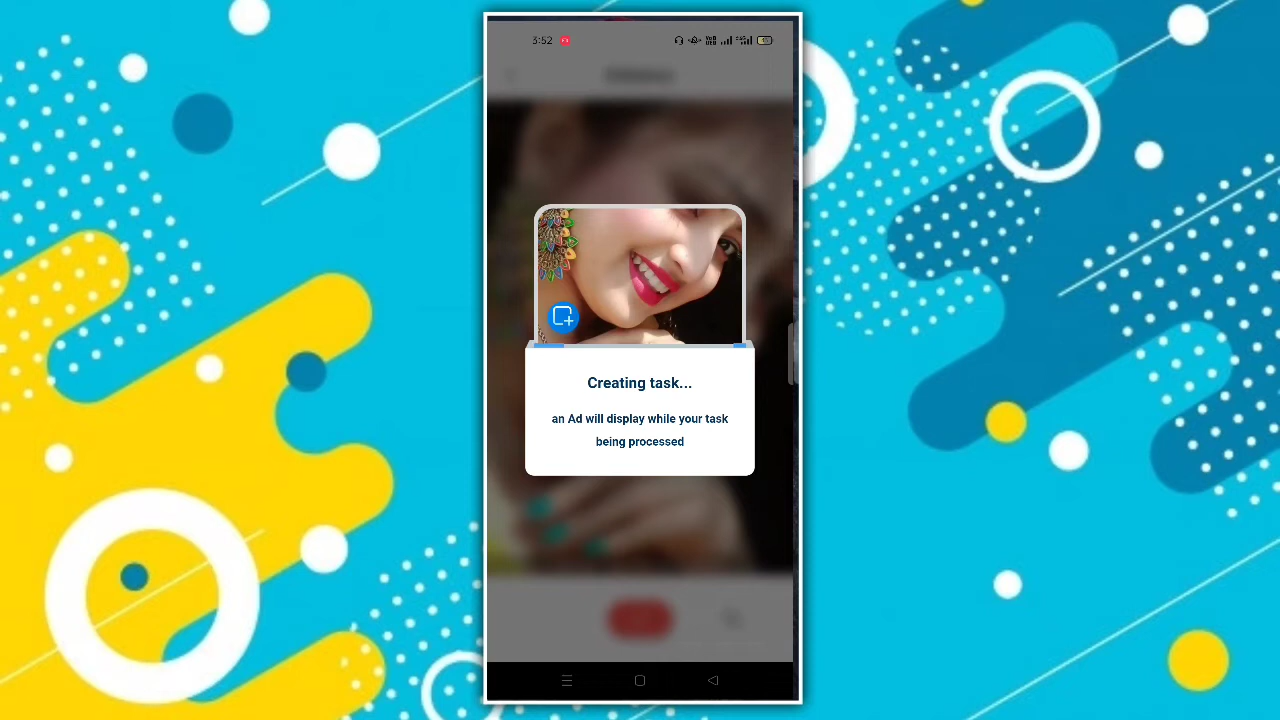 3:52
Creating task...
an Ad will display while your task
being processed